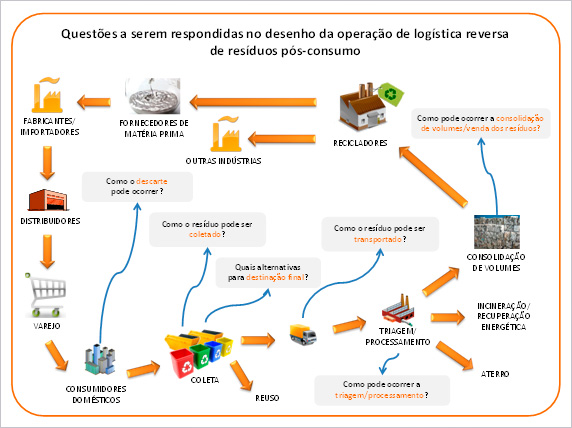 Questões a serem respondidas no desenho da operação de logística reversa
de resíduos pós-consumo
FABRICANTES/
IMPORTADORES
FORNECEDORES DE
MATÉRIA PRIMA
OUTRAS INDÚSTRIAS
RECICLADORES
Como pode ocorrer a consolidação
de volumes/venda dos resíduos?
Como o descarte
pode ocorrer?
DISTRIBUIDORES
Como o resíduo pode ser
coletado?
Como o resíduo pode ser
transportado?
Quais alternativas
para destinação final?
CONSOLIDAÇÃO
DE VOLUMES
VAREJO
TRIAGEM/
PROCESSAMENTO
INCINERAÇÃO/
RECUPERAÇÃO
ENERGÉTICA
CONSUMIDORES
DOMÉSTICOS
COLETA
REUSO
ATERRO
Como pode ocorrer a
triagem/processamento?